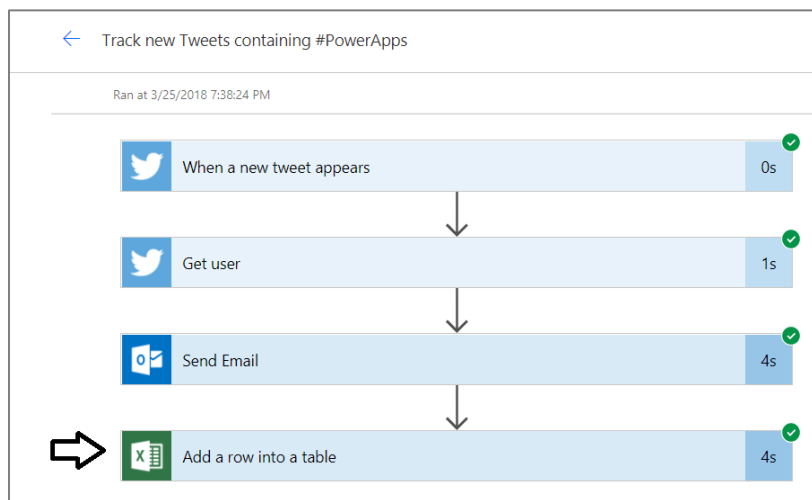 Track new Tweets containing #PowerApps
Ran at 3/25/2018 7:38:24 PM
When a new tweet appears 0s
Get user 1s
Send Email 4s
Add a row into a table 4s